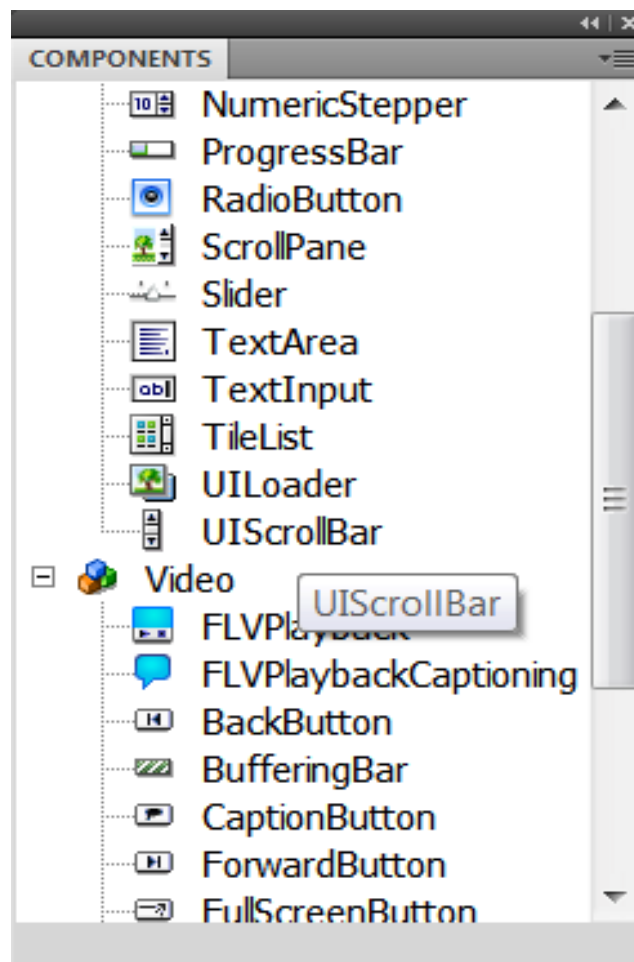 COMPONENTS
NumericStepper
ProgressBar
RadioButton
ScrollPane
Slider
TextArea
TextInput
TileList
UILoader
UIScrollBar
Video
UIScrollBar
FLVPlayback
FLVPlaybackCaptioning
BackButton
BufferingBar
CaptionButton
ForwardButton
FullScreenButton